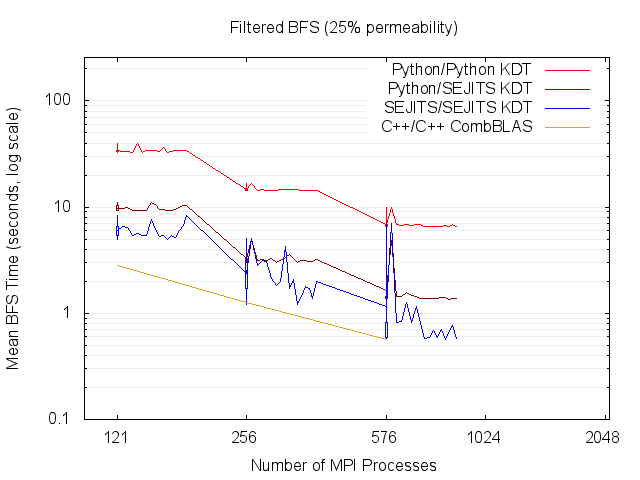 Filtered BFS (25% permeability)
Python/Python KDT
Python/SEJITS KDT
SEJITS/SEJITS KDT
C++/C++ CombBLAS
Mean BFS Time (seconds, log scale)
100
10
1
0.1
121 256 576 1024 2048
Number of MPI Processes